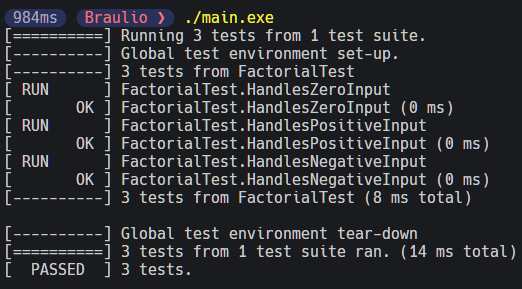 984ms Braulio ❯ ./main.exe
[==========] Running 3 tests from 1 test suite.
[----------] Global test environment set-up.
[----------] 3 tests from FactorialTest
[ RUN      ] FactorialTest.HandlesZeroInput
[       OK ] FactorialTest.HandlesZeroInput (0 ms)
[ RUN      ] FactorialTest.HandlesPositiveInput
[       OK ] FactorialTest.HandlesPositiveInput (0 ms)
[ RUN      ] FactorialTest.HandlesNegativeInput
[       OK ] FactorialTest.HandlesNegativeInput (0 ms)
[----------] 3 tests from FactorialTest (8 ms total)

[----------] Global test environment tear-down
[==========] 3 tests from 1 test suite ran. (14 ms total)
[  PASSED  ] 3 tests.